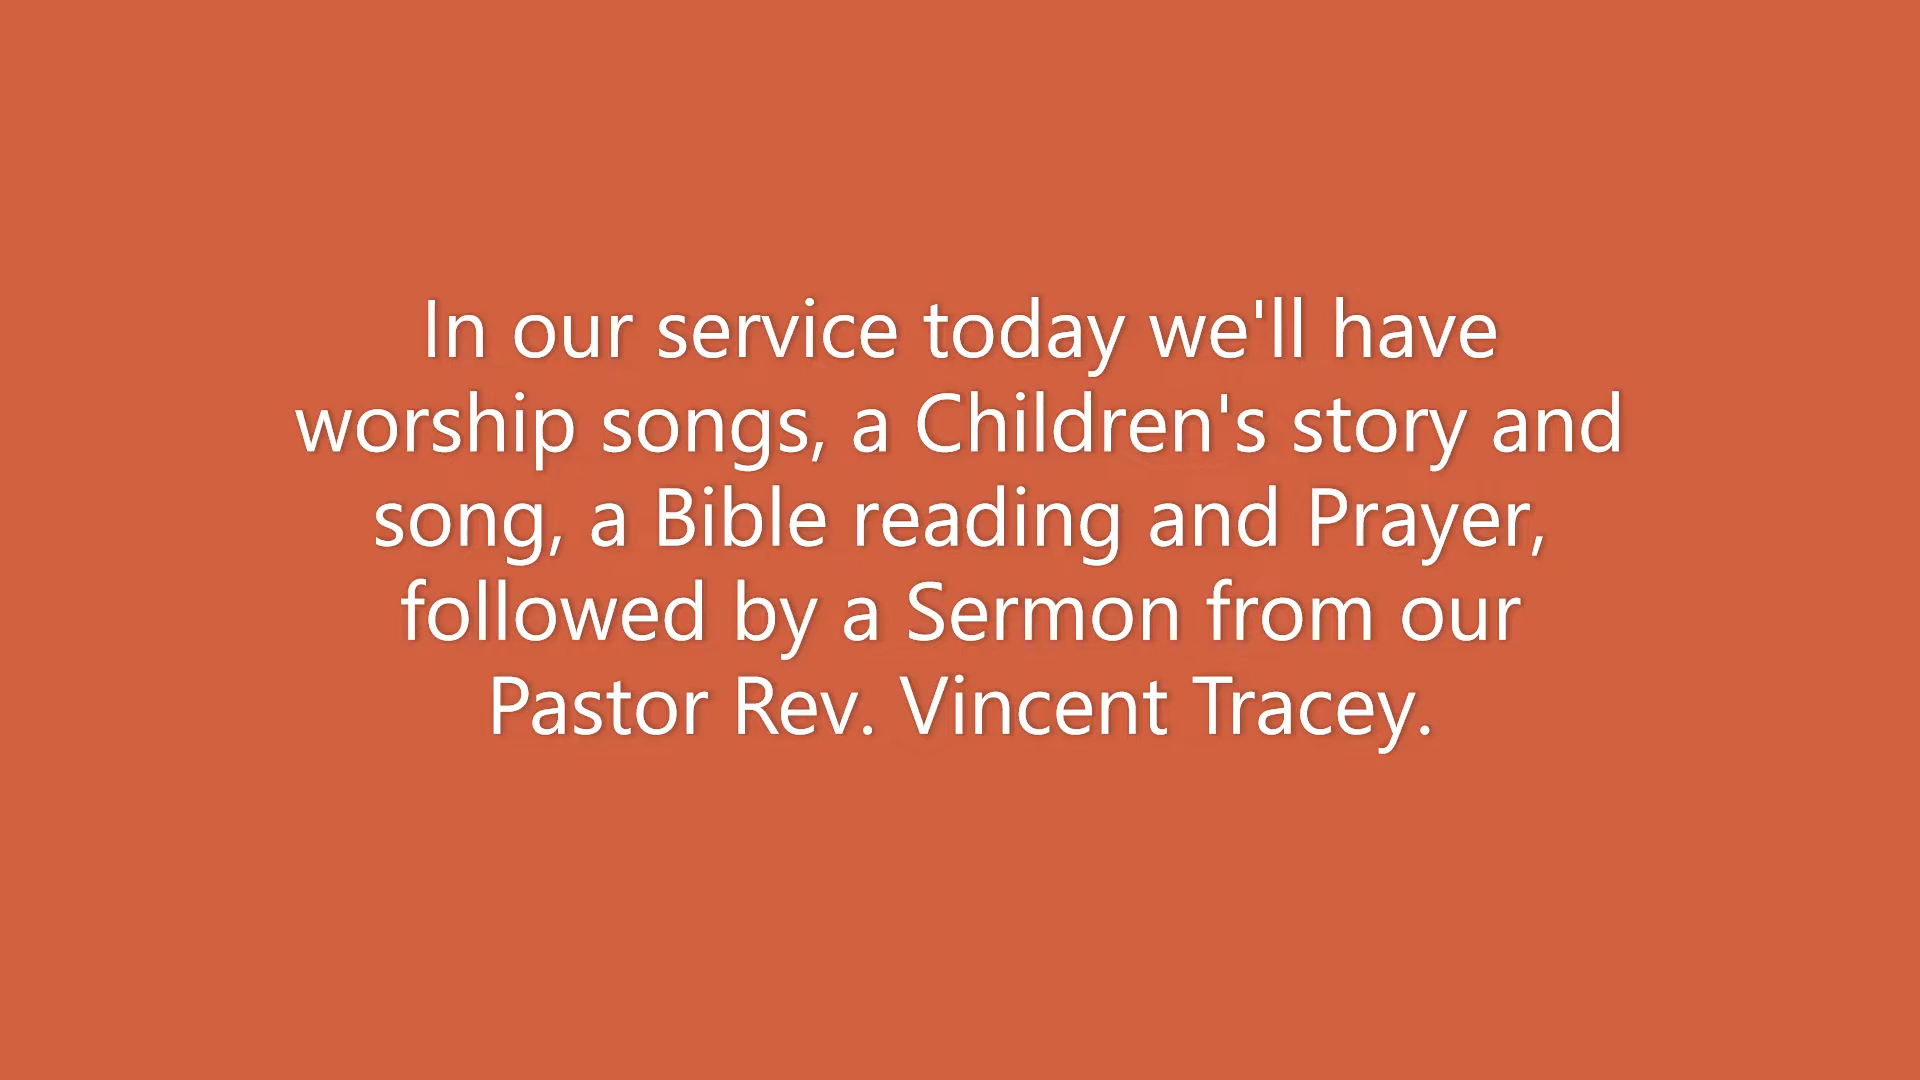 In our service today we'll have
worship songs, a Children's story and
song, a Bible reading and Prayer,
followed by a Sermon from our
Pastor Rev. Vincent Tracey.